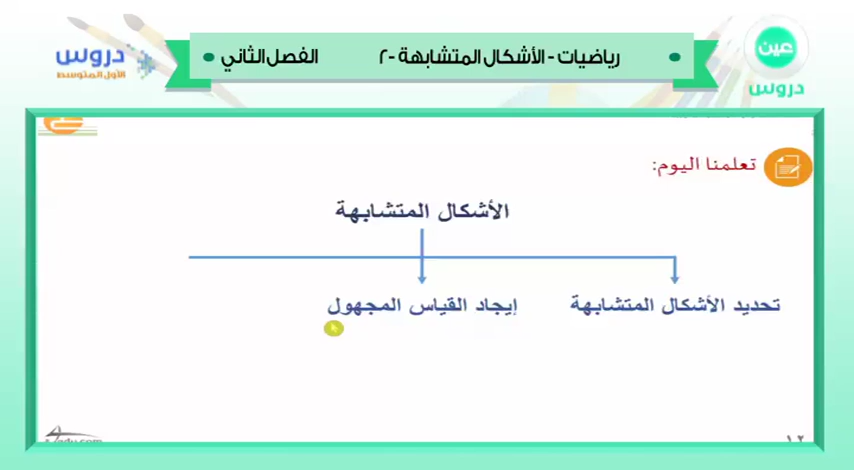 عين
دروس
رياضيات - الأشكال المتشابهة -٢
الفصل الثاني
دروس
الأول المتوسط
تعلمنا اليوم:
الأشكال المتشابهة
تحديد الأشكال المتشابهة
إيجاد القياس المجهول